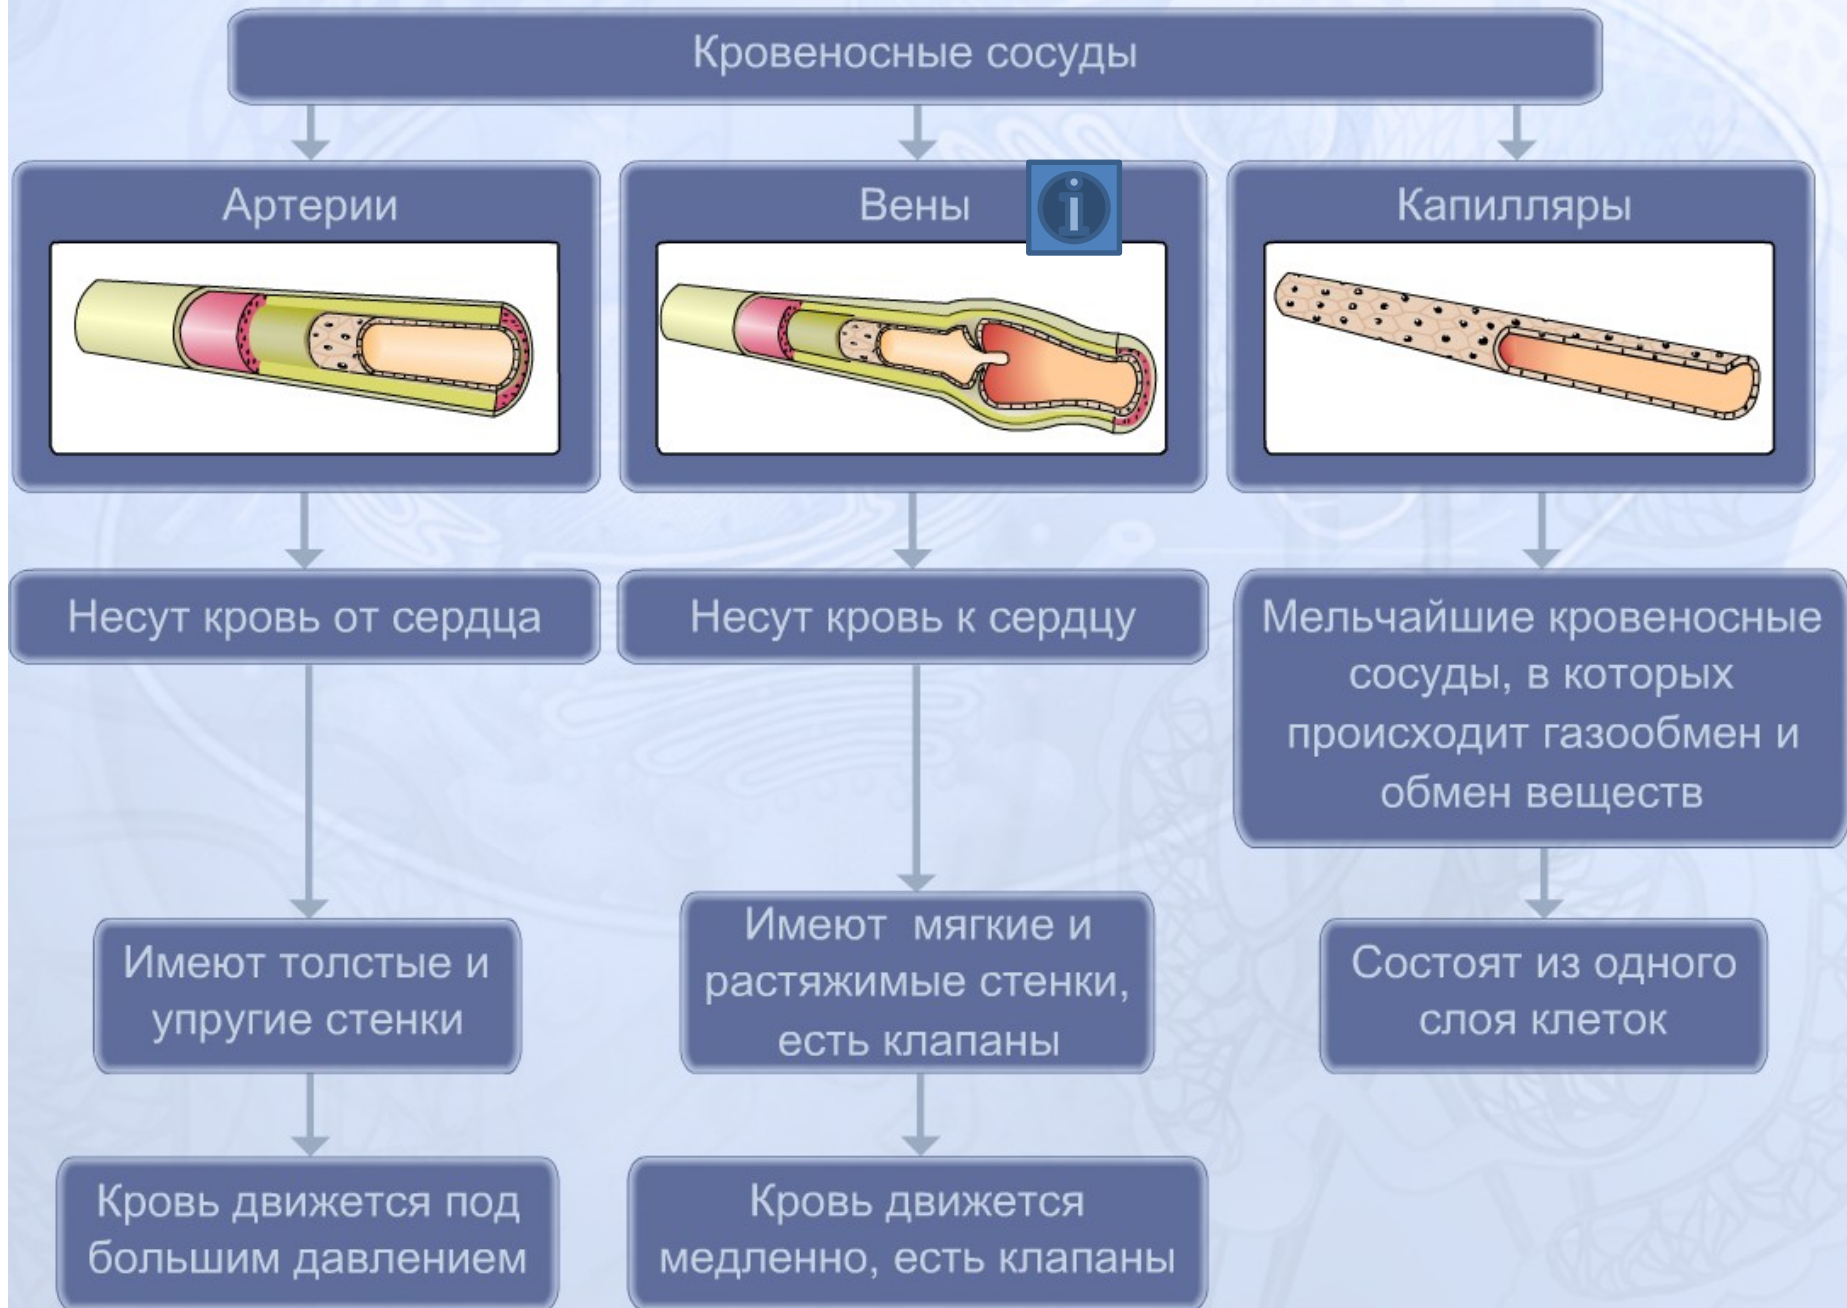 Кровеносные сосуды
Артерии
Несут кровь от сердца
Имеют толстые и
упругие стенки
Кровь движется под
большим давлением
Вены
i
Несут кровь к сердцу
Имеют мягкие и
растяжимые стенки,
есть клапаны
Кровь движется
медленно, есть клапаны
Капилляры
Мельчайшие кровеносные
сосуды, в которых
происходит газообмен и
обмен веществ
Состоят из одного
слоя клеток